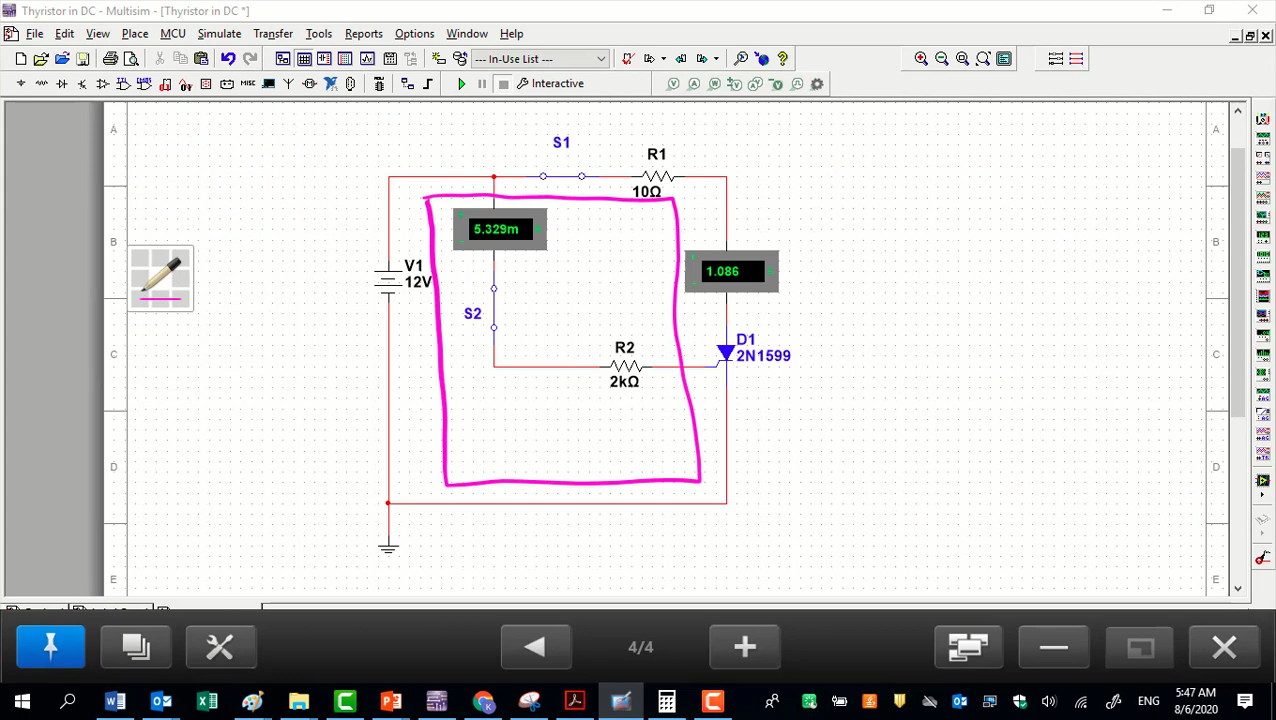 Thyristor in DC - Multisim - [Thyristor in DC *]
File Edit View Place MCU Simulate Transfer Tools Reports Options Window Help
--- In-Use List ---
MISC
Interactive
A
A
S1
R1
10Ω
B
5.329m
B
V1
12V
1.086
S2
C
R2
2kΩ
D1
2N1599
C
D
D
E
E
4/4
ENG
5:47 AM
8/6/2020